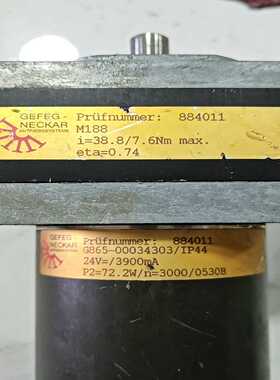 GEFEG-
NECKAR
ANTRIEBSSYSTEME
Prüfnummer: 884011
M188
i=38.8/7.6Nm max.
eta=0.74
GEFEG-
NECKAR
Prüfnummer: 884011
G865-00034303/IP44
24V=/3900mA
P2=72.2W/n=3000/0530B